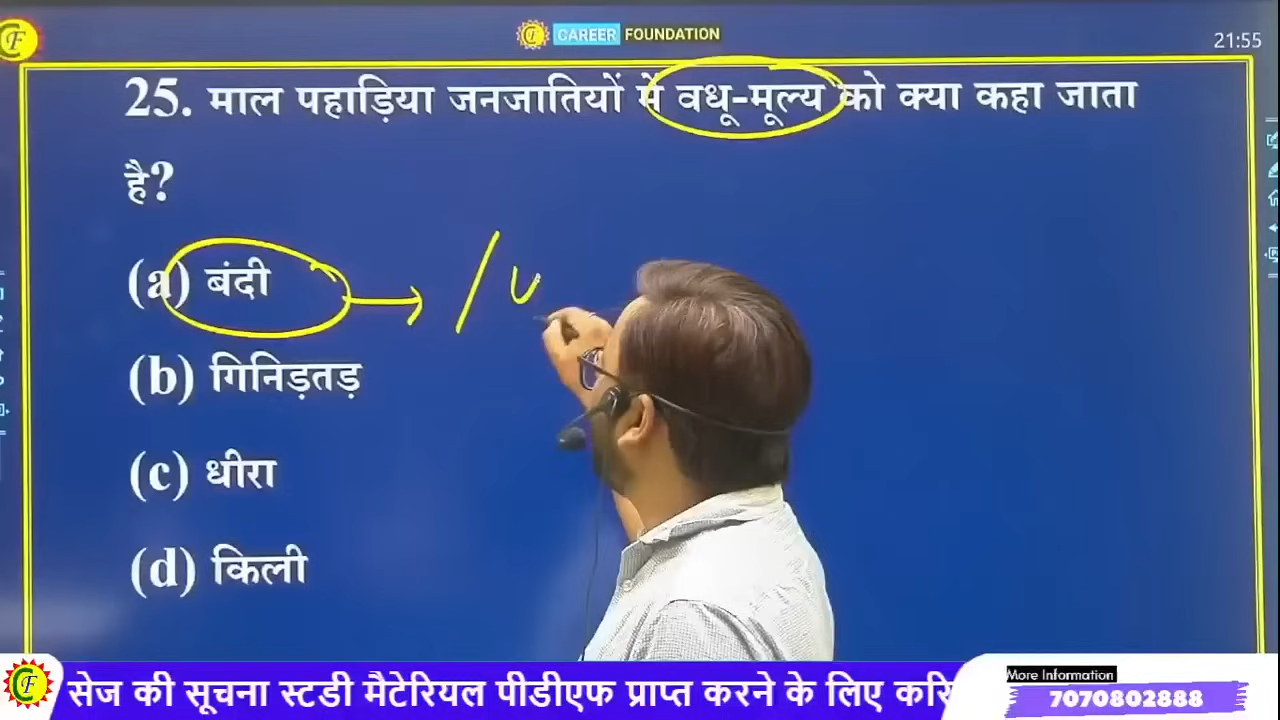 CAREER FOUNDATION
21:55
25. माल पहाड़िया जनजातियों में वधू-मूल्य को क्या कहा जाता
है?
(a) बंदी
(b) गिनिड़तड़
(c) धीरा
(d) किली
सेज की सूचना स्टडी मैटेरियल पीडीएफ प्राप्त करने के लिए करि
More Information
7070802888